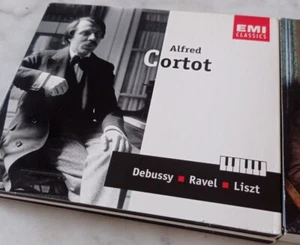 EMI
CLASSICS
Alfred
Cortot
Debussy ■ Ravel ■ Liszt